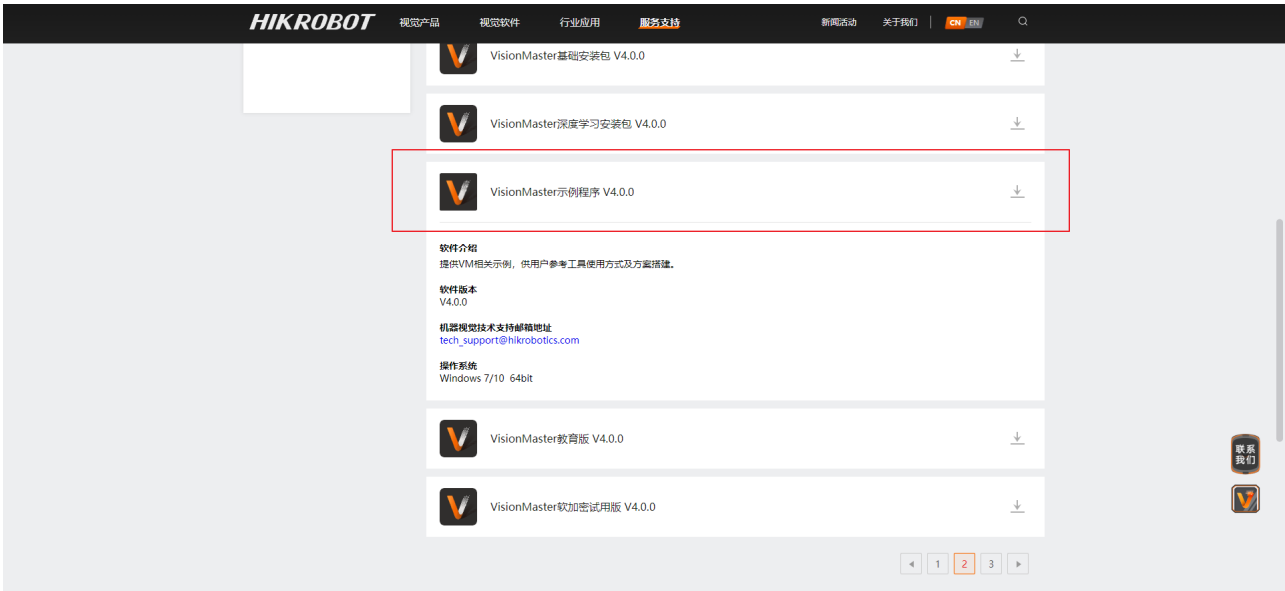 HIKROBOT 视觉产品 视觉软件 行业应用 服务支持 新闻活动 关于我们 CN EN
VisionMaster基础安装包 V4.0.0
VisionMaster深度学习安装包 V4.0.0
VisionMaster示例程序 V4.0.0
软件介绍
提供VM相关示例，供用户参考工具使用方式及方案搭建。
软件版本
V4.0.0
机器视觉技术支持邮箱地址
tech_support@hikrobotics.com
操作系统
Windows 7/10 64bit
VisionMaster教育版 V4.0.0
联系
我们
VisionMaster软加密试用版 V4.0.0
1 2 3